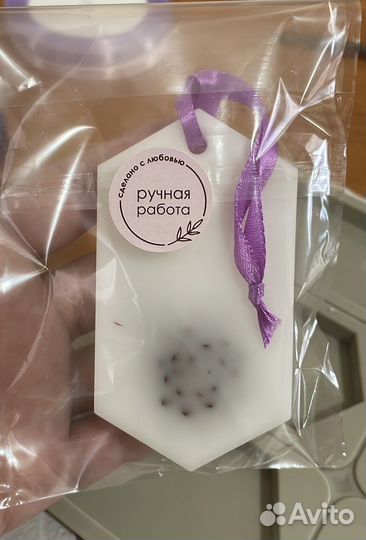 сделано с любовью
ручная
работа
Avito